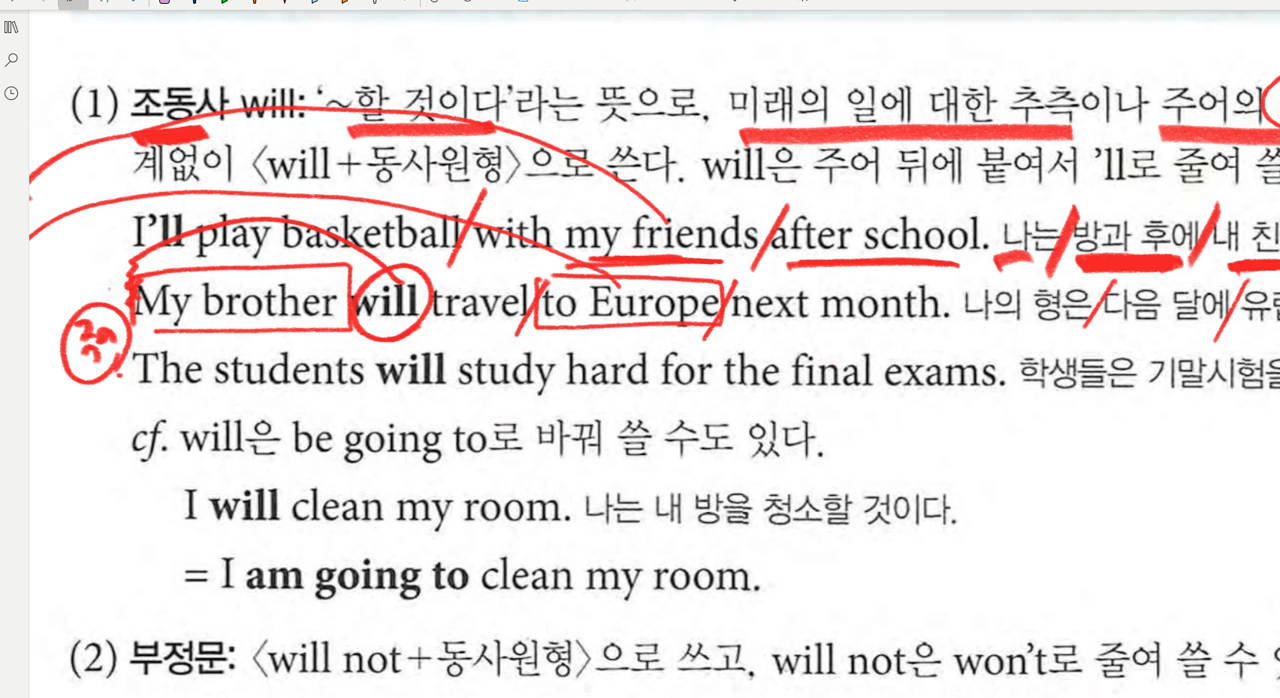 (1) 조동사 will: ‘~할 것이다’라는 뜻으로, 미래의 일에 대한 추측이나 주어의
계없이 〈will+동사원형〉으로 쓴다. will은 주어 뒤에 붙여서 ’ll로 줄여 쓸
I’ll play basketball with my friends after school. 나는 방과 후에 내 친
My brother will travel to Europe next month. 나의 형은 다음 달에 유럽
The students will study hard for the final exams. 학생들은 기말시험을
cf. will은 be going to로 바꿔 쓸 수도 있다.
I will clean my room. 나는 내 방을 청소할 것이다.
= I am going to clean my room.
(2) 부정문: 〈will not+동사원형〉으로 쓰고, will not은 won’t로 줄여 쓸 수